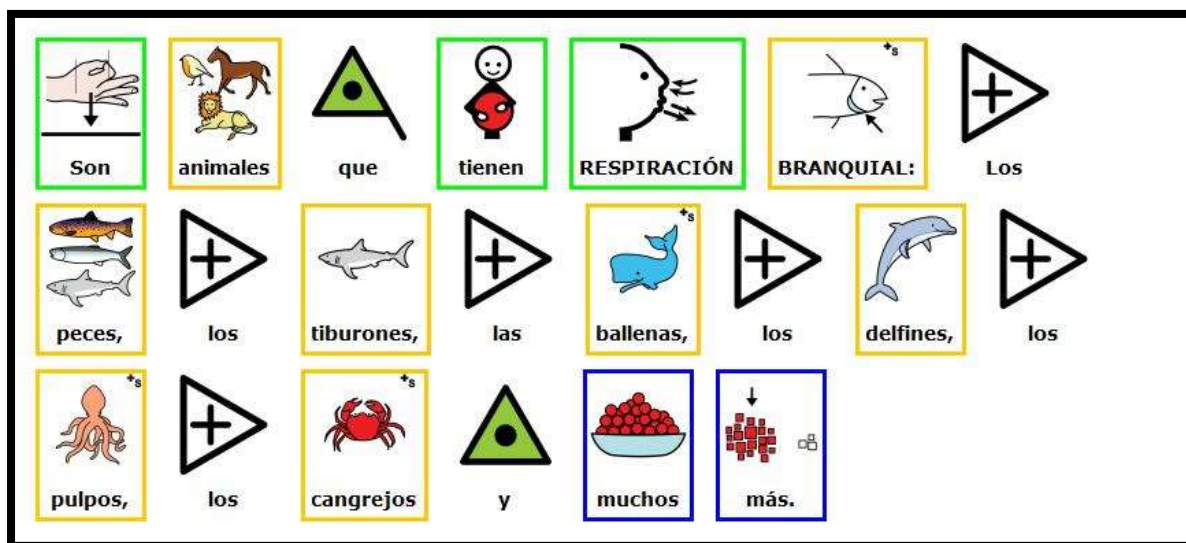 Son animales que tienen RESPIRACIÓN BRANQUIAL: Los
peces, los tiburones, las ballenas, los delfines, los
pulpos, los cangrejos y muchos más.